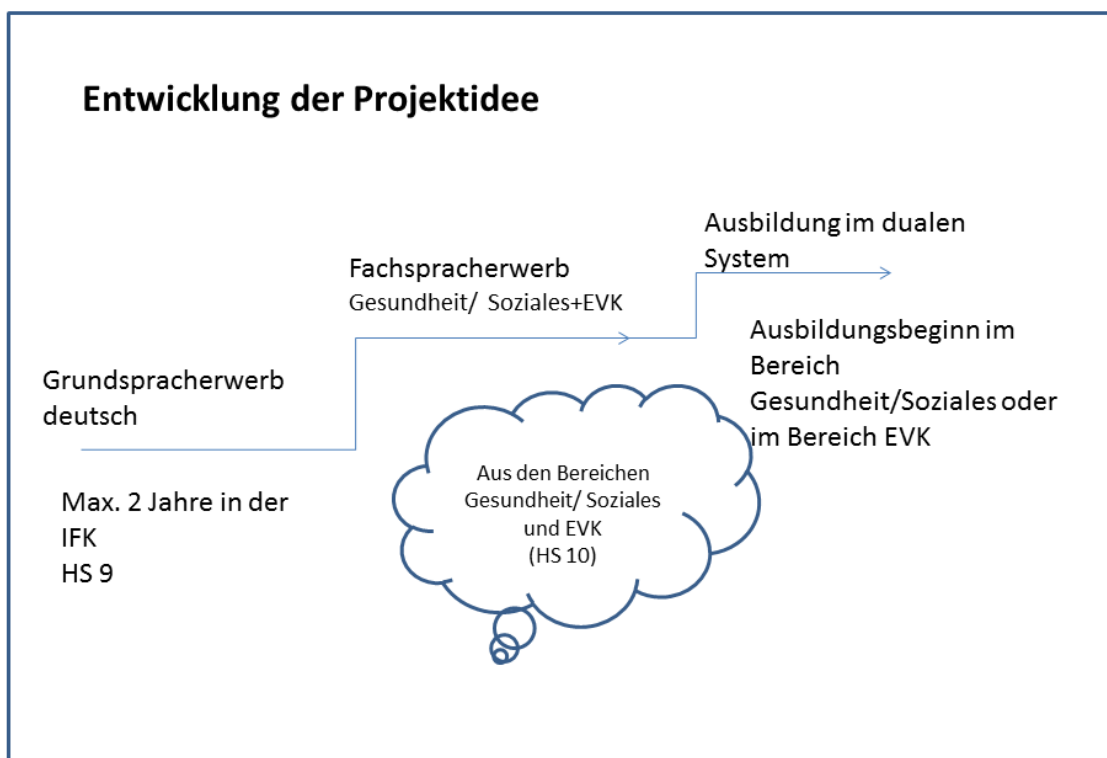 Entwicklung der Projektidee
Ausbildung im dualen
System
Fachspracherwerb
Gesundheit/ Soziales+EVK
Ausbildungsbeginn im
Bereich
Gesundheit/Soziales oder
im Bereich EVK
Grundspracherwerb
deutsch
Aus den Bereichen
Gesundheit/ Soziales
und EVK
(HS 10)
Max. 2 Jahre in der
IFK
HS 9